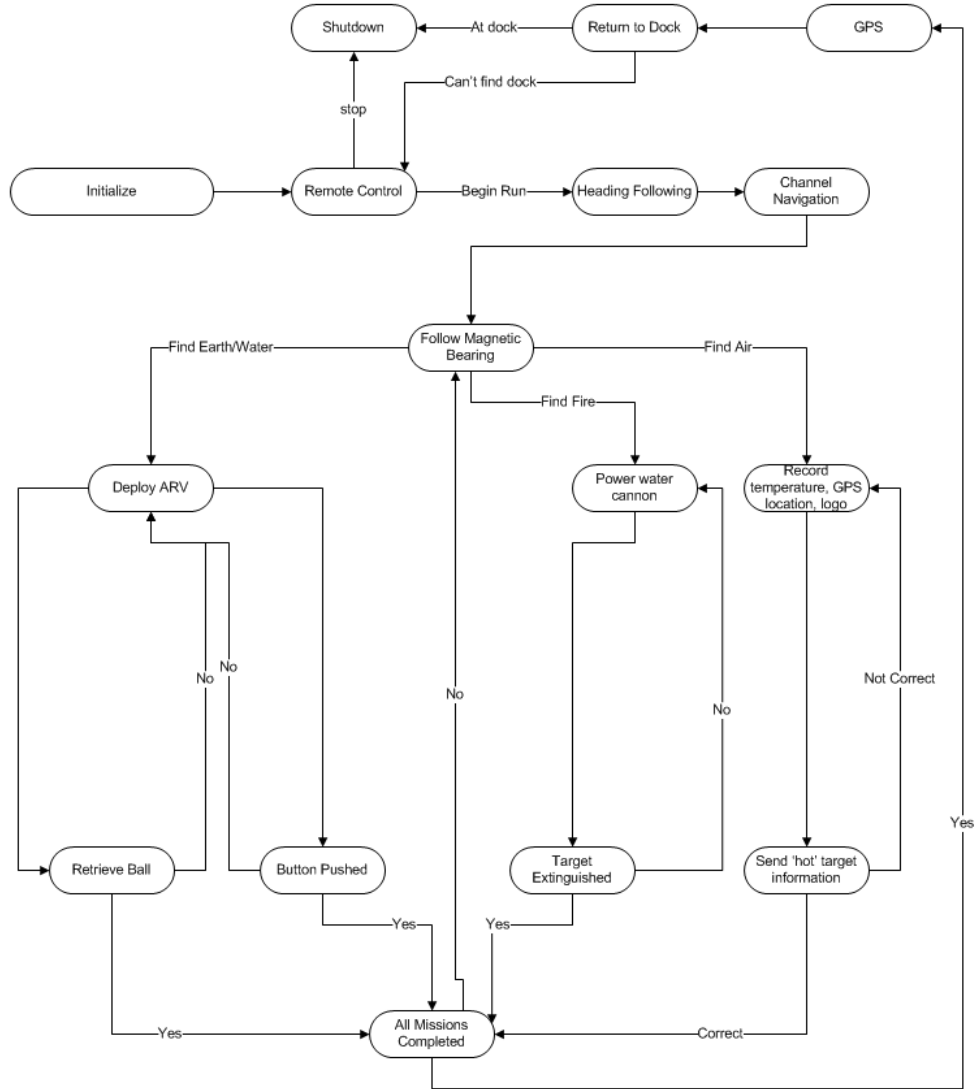 Shutdown
At dock
Return to Dock
GPS
Can't find dock
stop
Initialize
Remote Control
Begin Run
Heading Following
Channel
Navigation
Follow Magnetic
Bearing
Find Earth/Water
Find Air
Find Fire
Deploy ARV
Power water
cannon
Record
temperature, GPS
location, logo
No
No
No
No
Not Correct
Yes
Retrieve Ball
Button Pushed
Target
Extinguished
Send 'hot' target
information
Yes
Yes
Yes
All Missions
Completed
Correct